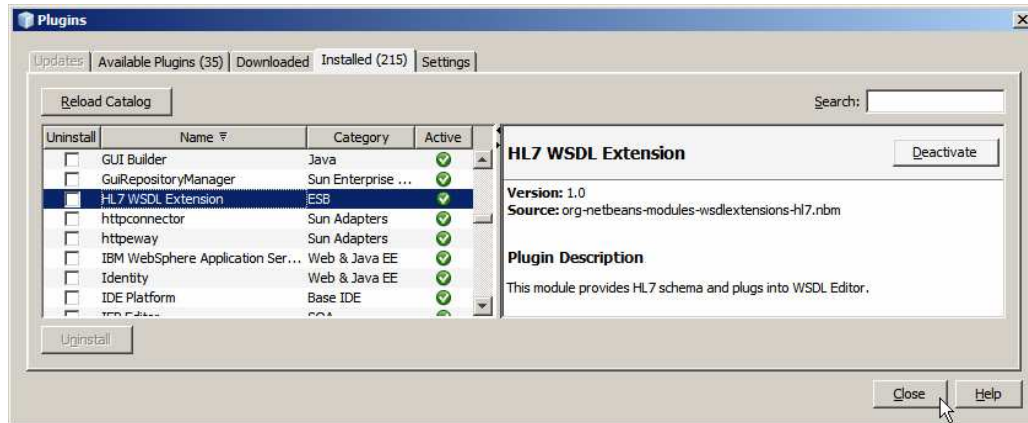 Plugins
Updates Available Plugins (35) Downloaded Installed (215) Settings
Reload Catalog Search:
Uninstall Name Category Active
GUI Builder Java
GuiRepositoryManager Sun Enterprise ...
HL7 WSDL Extension ESB
httpconnector Sun Adapters
httpeway Sun Adapters
IBM WebSphere Application Ser... Web & Java EE
Identity Web & Java EE
IDE Platform Base IDE
HL7 WSDL Extension Deactivate
Version: 1.0
Source: org-netbeans-modules-wsdlextensions-hl7.nbm
Plugin Description
This module provides HL7 schema and plugs into WSDL Editor.
Uninstall
Close Help